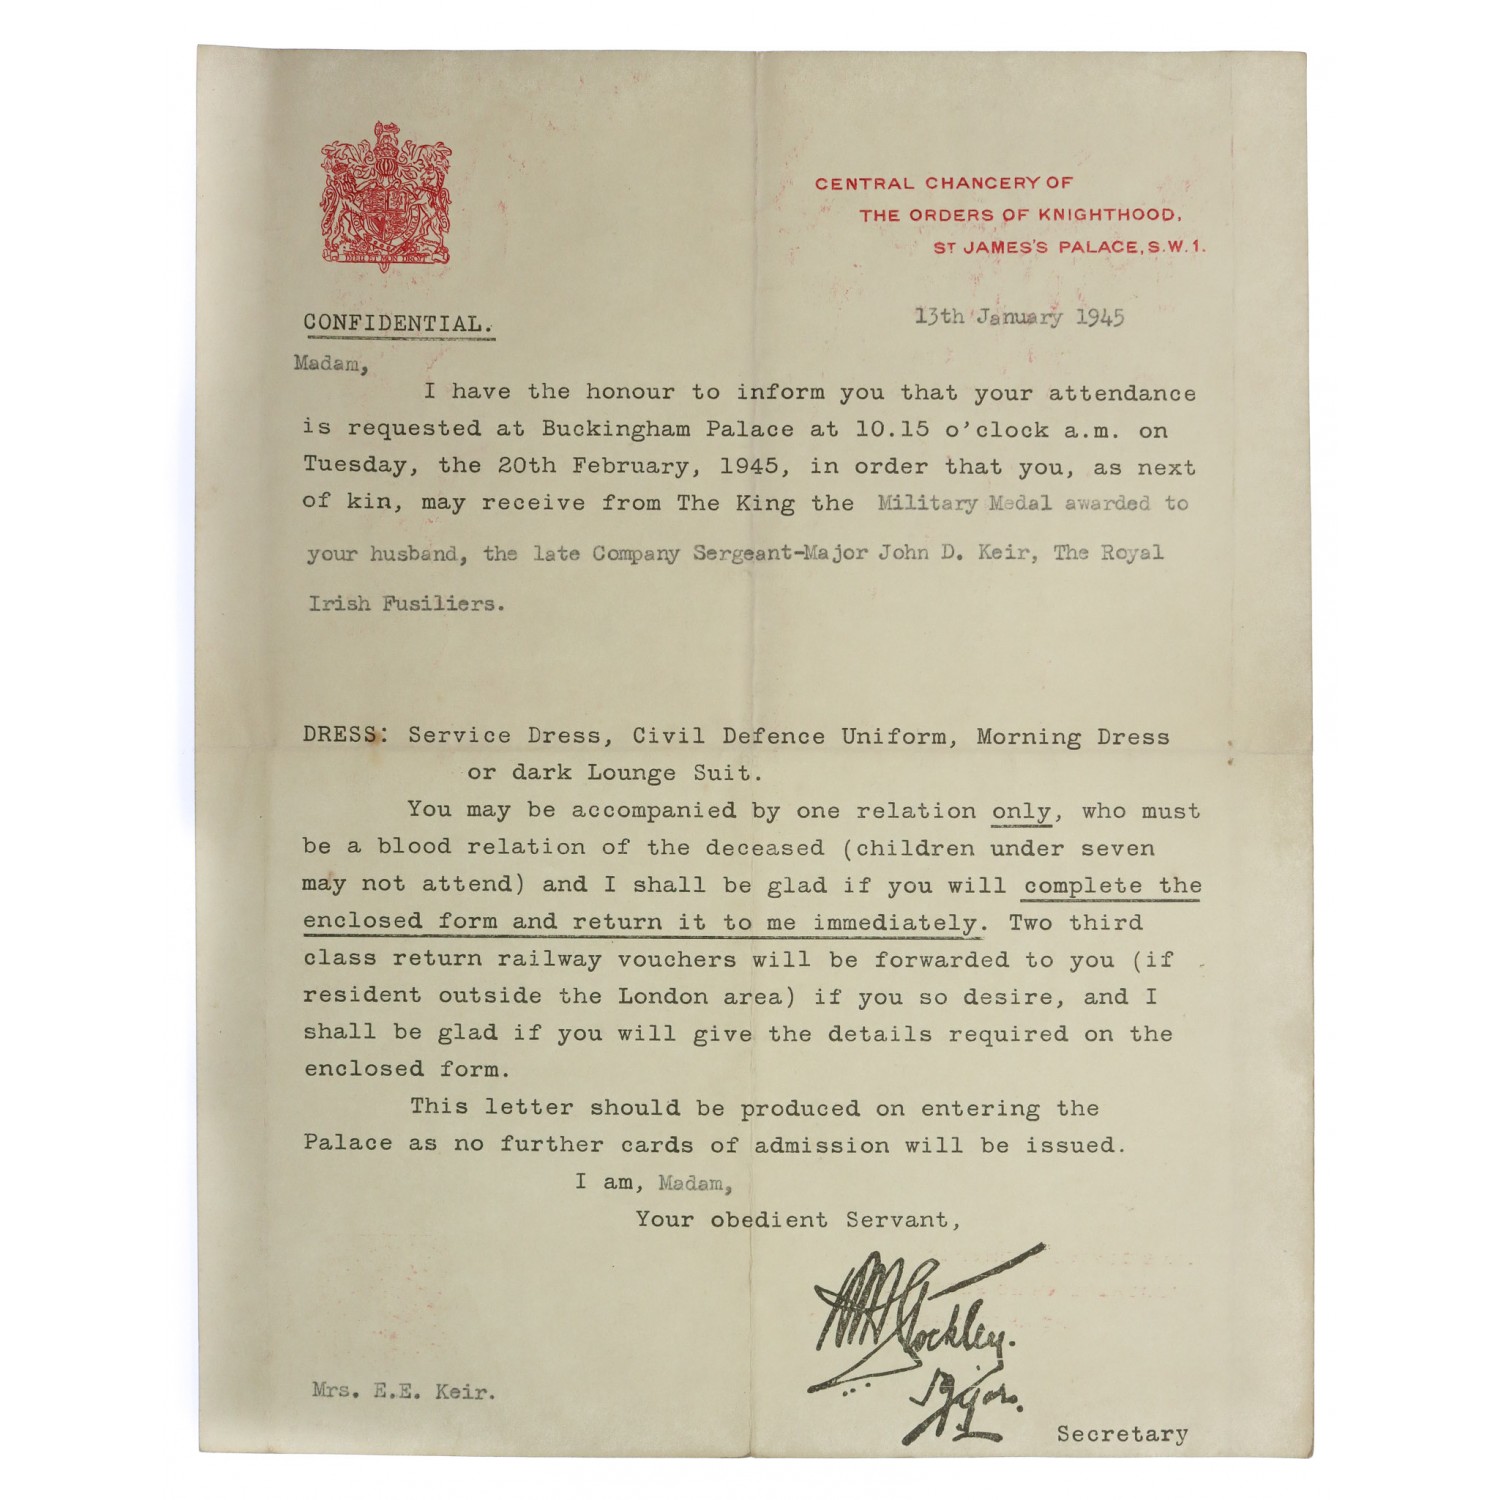 DIEU ET MON DROIT
CENTRAL CHANCERY OF
THE ORDERS OF KNIGHTHOOD,
ST JAMES'S PALACE, S.W.1.
13th January 1945
CONFIDENTIAL.
Madam,
I have the honour to inform you that your attendance
is requested at Buckingham Palace at 10.15 o'clock a.m. on
Tuesday, the 20th February, 1945, in order that you, as next
of kin, may receive from The King the Military Medal awarded to
your husband, the late Company Sergeant-Major John D. Keir, The Royal
Irish Fusiliers.
DRESS: Service Dress, Civil Defence Uniform, Morning Dress
or dark Lounge Suit.
You may be accompanied by one relation only, who must
be a blood relation of the deceased (children under seven
may not attend) and I shall be glad if you will complete the
enclosed form and return it to me immediately. Two third
class return railway vouchers will be forwarded to you (if
resident outside the London area) if you so desire, and I
shall be glad if you will give the details required on the
enclosed form.
This letter should be produced on entering the
Palace as no further cards of admission will be issued.
I am, Madam,
Your obedient Servant,
Stockley.
Mrs. E.E. Keir.
Secretary